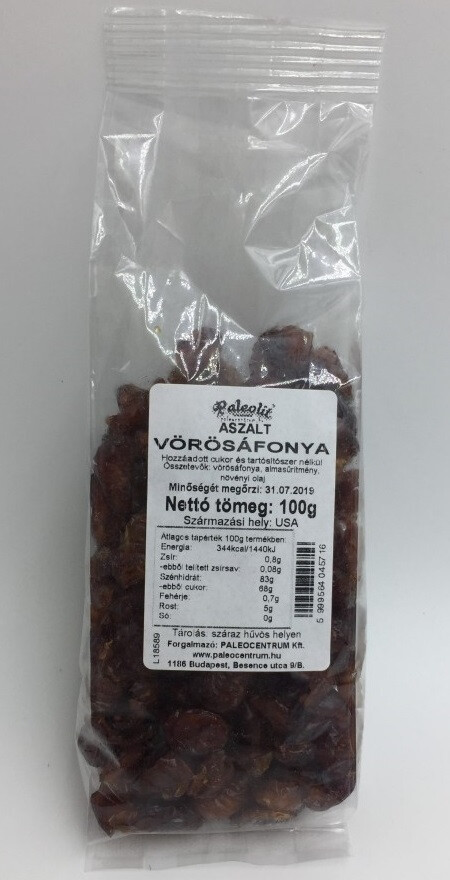 Paleolit
paleocentrum.hu
ASZALT
VÖRÖSÁFONYA
Hozzáadott cukor és tartósítószer nélkül
Összetevők: vörösáfonya, almasűrítmény,
növényi olaj
Minőségét megőrzi: 31.07.2019
Nettó tömeg: 100g
Származási hely: USA
Átlagos tápérték 100g termékben:
Energia: 344kcal/1440kJ
Zsír: 0,8g
-ebből telített zsírsav: 0,08g
Szénhidrát: 83g
-ebből cukor: 68g
Fehérje: 0,7g
Rost: 5g
Só: 0g
5 999564 045716
L18589
Tárolás: száraz hűvös helyen
Forgalmazó: PALEOCENTRUM Kft.
www.paleocentrum.hu
1186 Budapest, Besence utca 9/B.